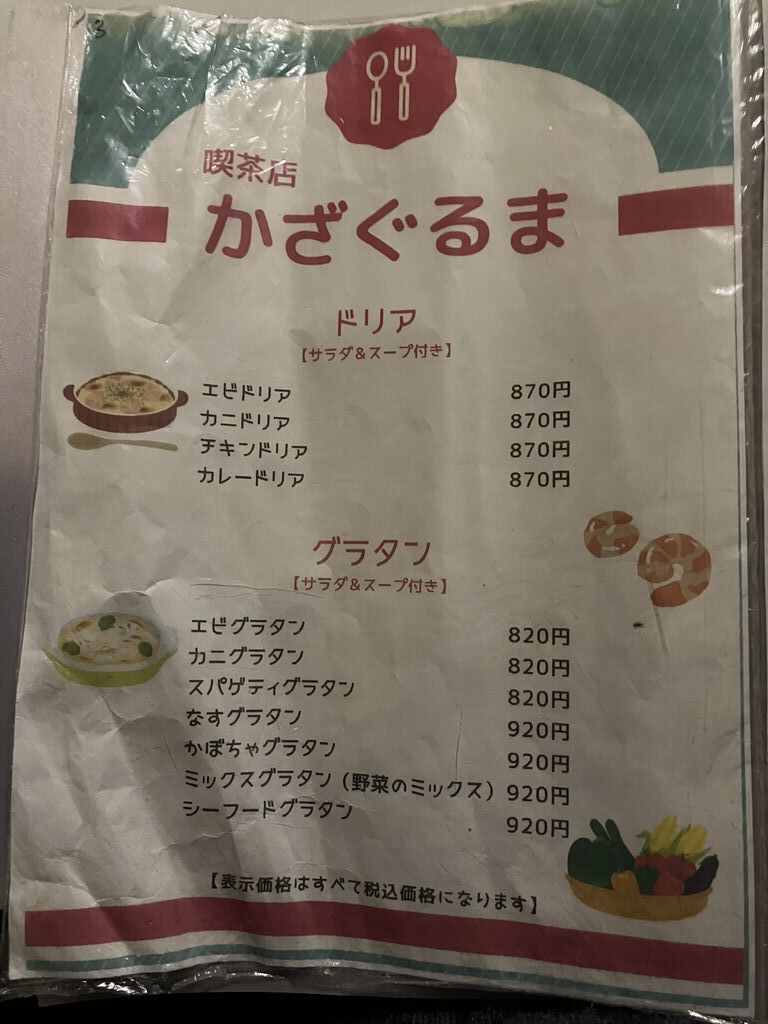 3
喫茶店
かざぐるま
ドリア
【サラダ&スープ付き】
エビドリア 870円
カニドリア 870円
チキンドリア 870円
カレードリア 870円
グラタン
【サラダ&スープ付き】
エビグラタン 820円
カニグラタン 820円
スパゲティグラタン 820円
なすグラタン 920円
かぼちゃグラタン 920円
ミックスグラタン（野菜のミックス） 920円
シーフードグラタン 920円
【表示価格はすべて税込価格になります】